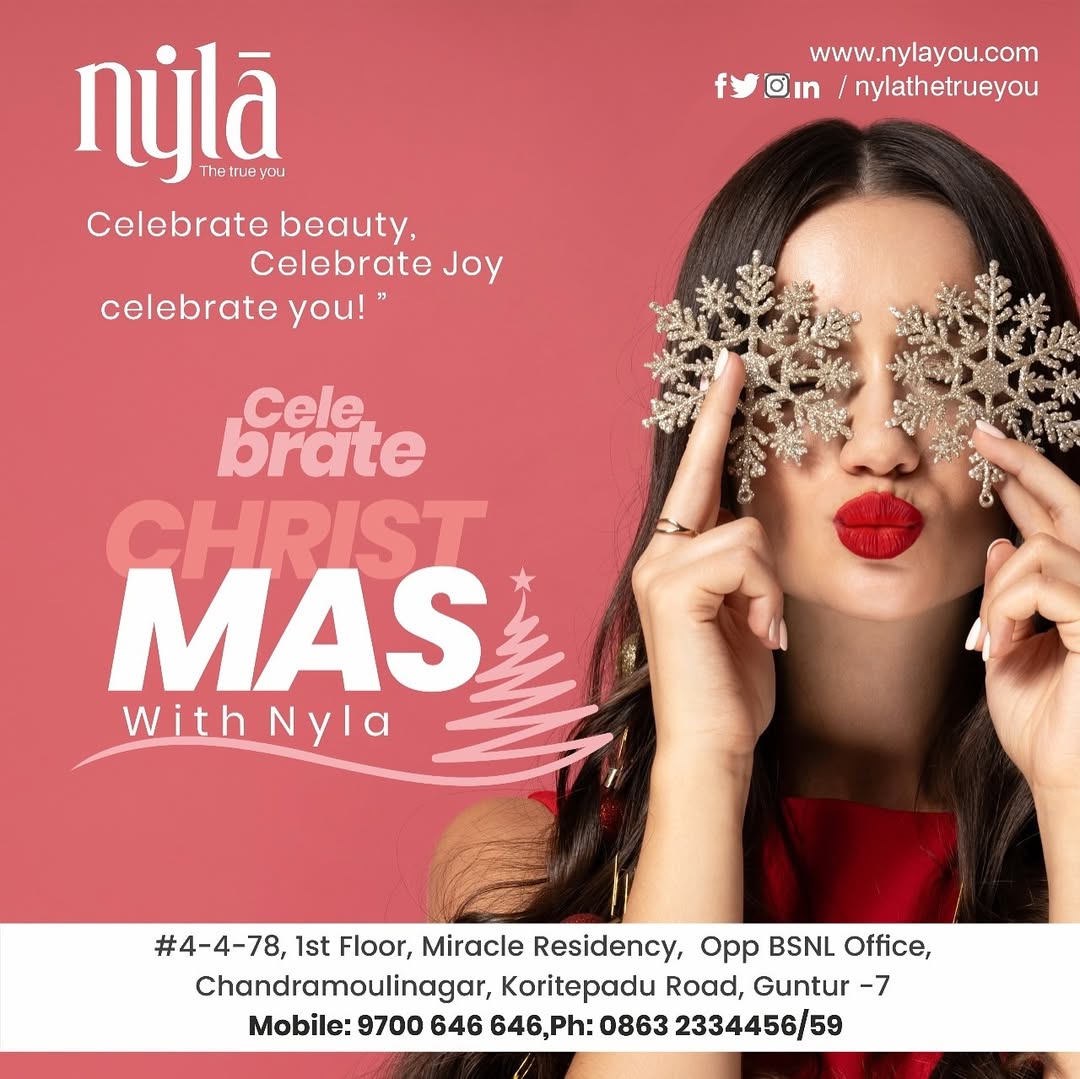 nylā
The true you
www.nylayou.com
/ nylathetrueyou
Celebrate beauty,
Celebrate Joy
celebrate you! ”
Cele
brate
CHRIST
MAS
With Nyla
#4-4-78, 1st Floor, Miracle Residency, Opp BSNL Office,
Chandramoulinagar, Koritepadu Road, Guntur -7
Mobile: 9700 646 646,Ph: 0863 2334456/59